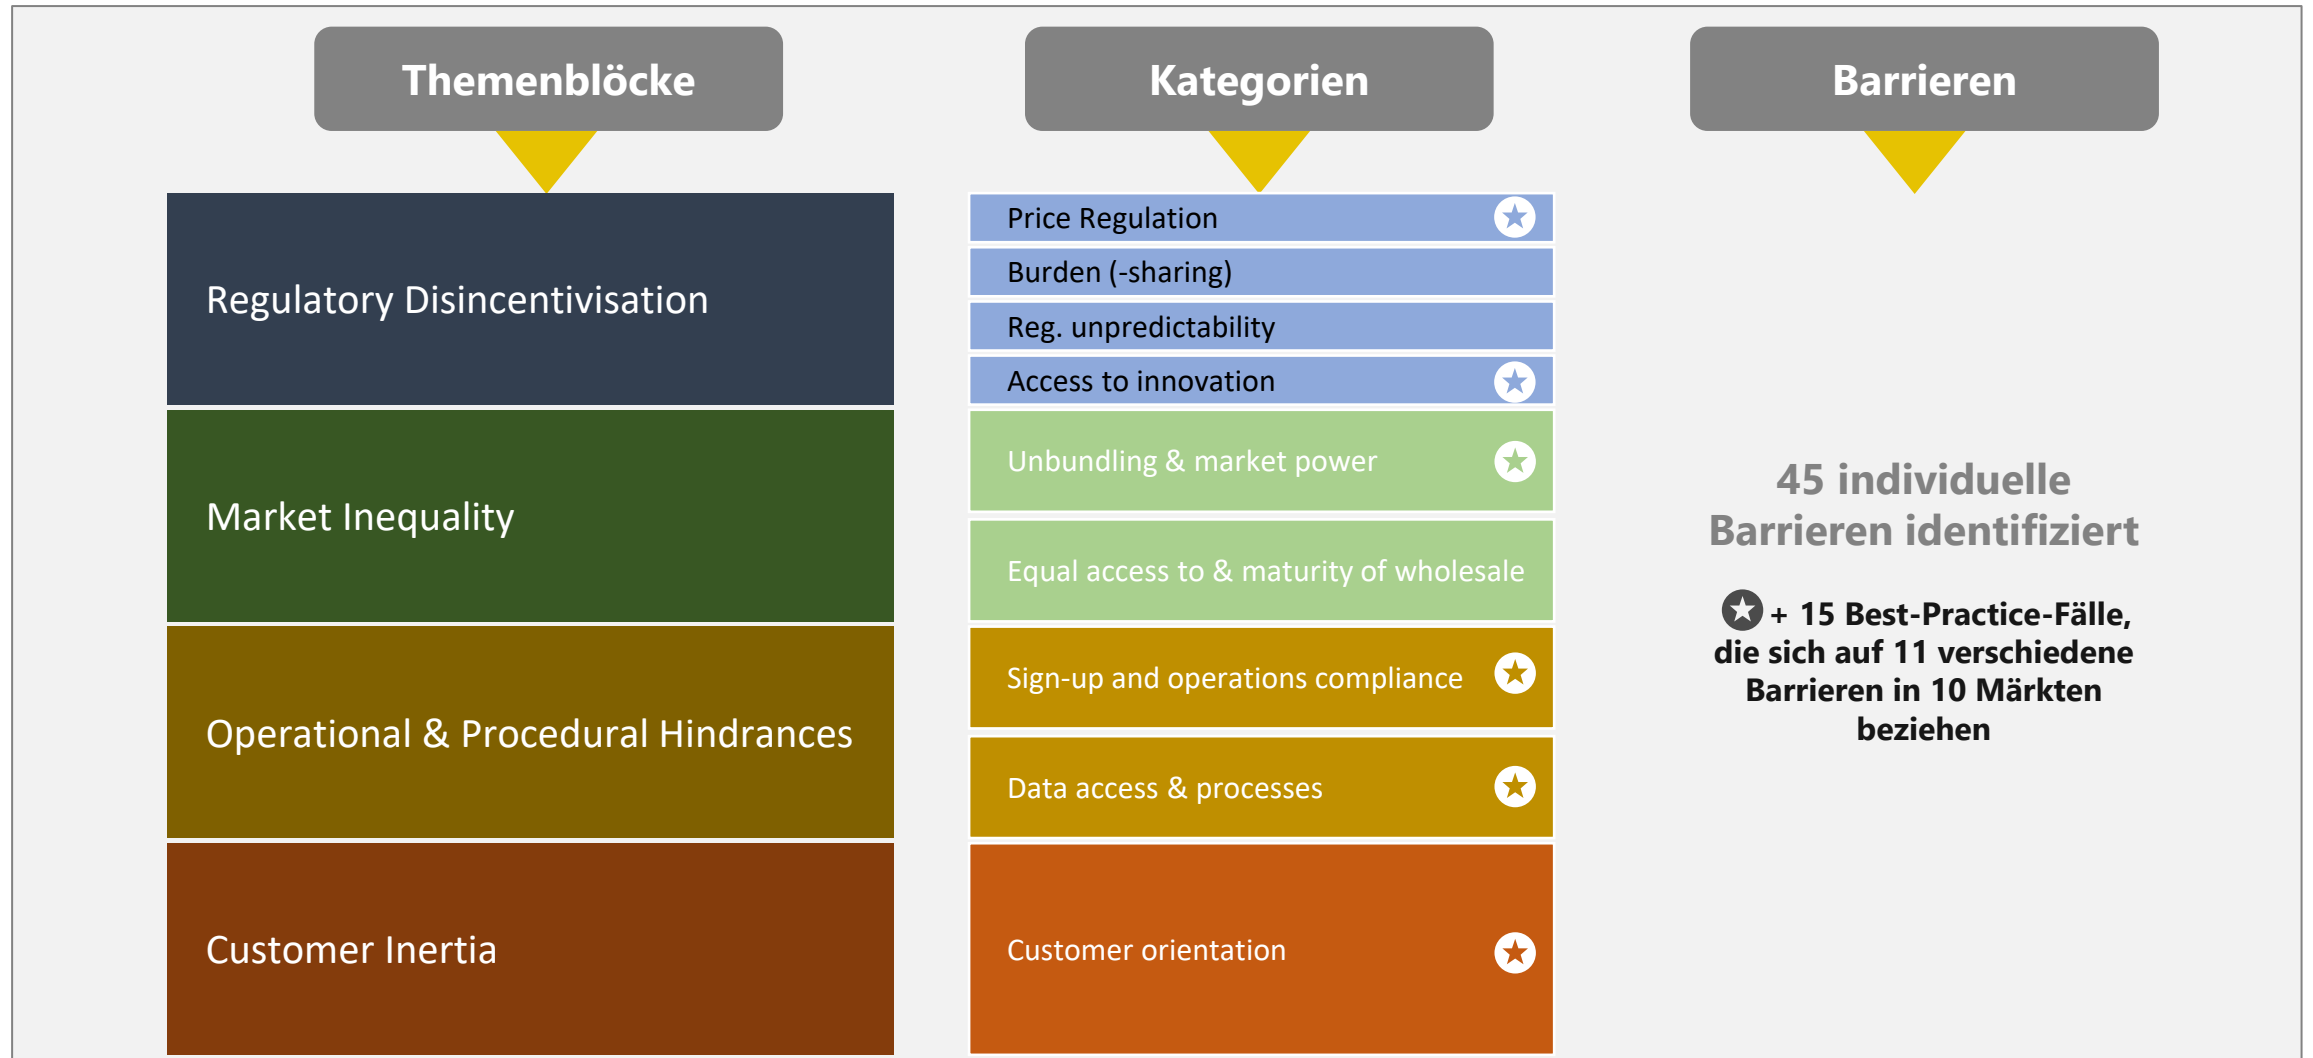 Themenblöcke
Kategorien
Barrieren
Regulatory Disincentivisation
Market Inequality
Operational & Procedural Hindrances
Customer Inertia
Price Regulation
Burden (-sharing)
Reg. unpredictability
Access to innovation
Unbundling & market power
Equal access to & maturity of wholesale
Sign-up and operations compliance
Data access & processes
Customer orientation
45 individuelle
Barrieren identifiziert
+ 15 Best-Practice-Fälle,
die sich auf 11 verschiedene
Barrieren in 10 Märkten
beziehen